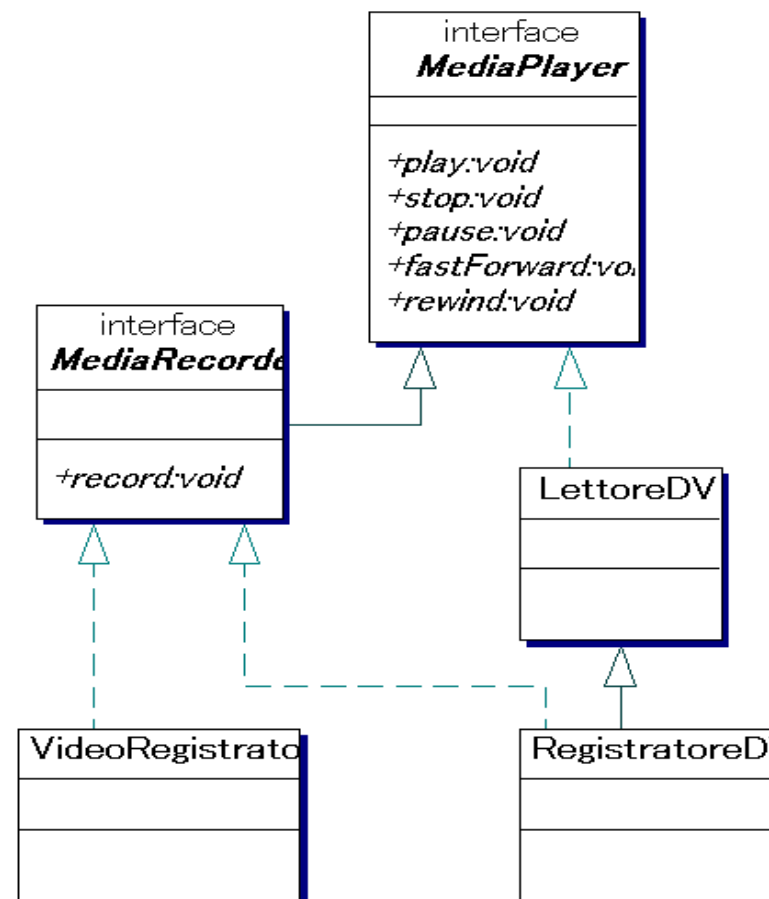 interface
MediaPlayer
+play:void
+stop:void
+pause:void
+fastForward:voi
+rewind:void
interface
MediaRecorde
+record:void
LettoreDV
VideoRegistrato
RegistratoreD